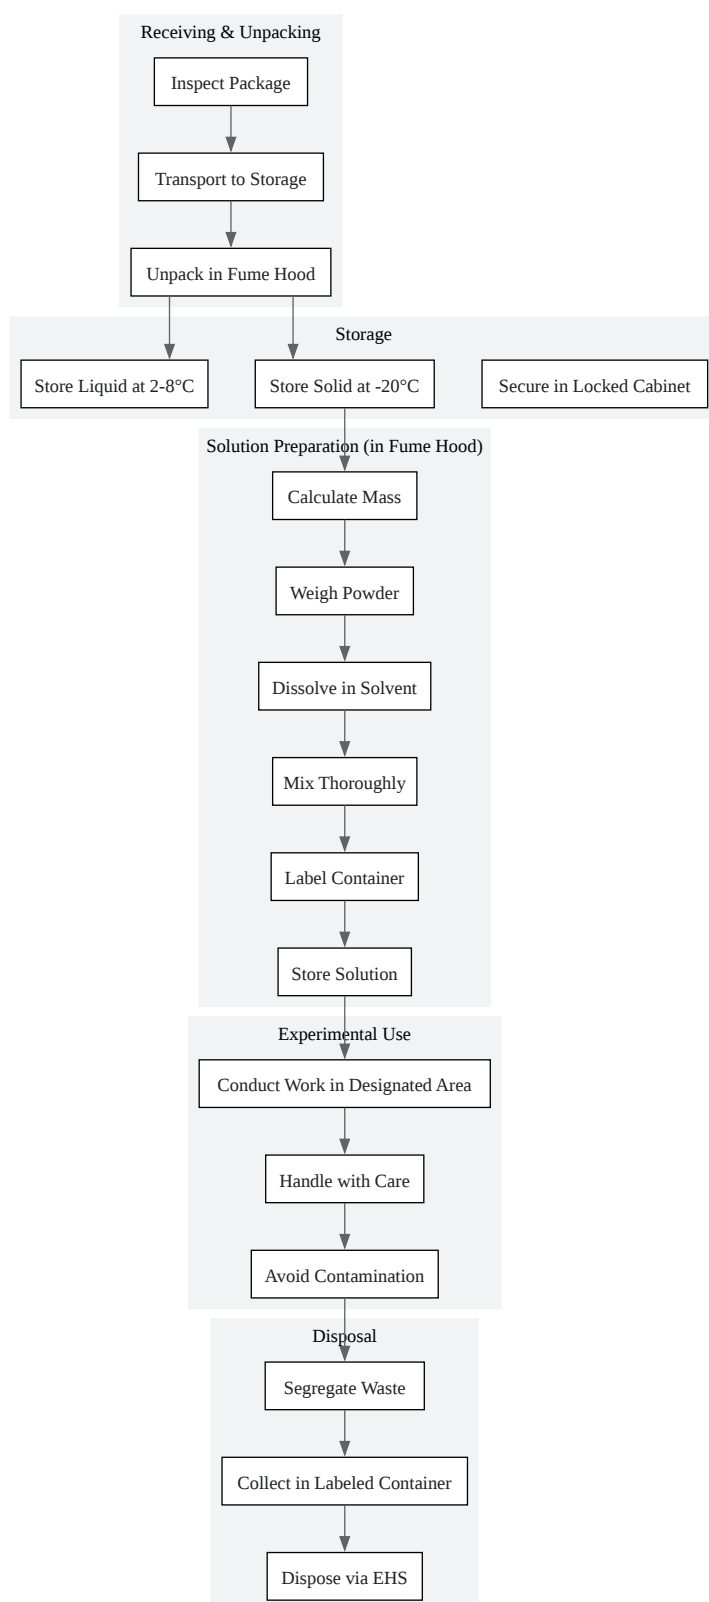 Receiving & Unpacking
Inspect Package
Transport to Storage
Unpack in Fume Hood
Storage
Store Liquid at 2-8°C
Store Solid at -20°C
Secure in Locked Cabinet
Solution Preparation (in Fume Hood)
Calculate Mass
Weigh Powder
Dissolve in Solvent
Mix Thoroughly
Label Container
Store Solution
Experimental Use
Conduct Work in Designated Area
Handle with Care
Avoid Contamination
Disposal
Segregate Waste
Collect in Labeled Container
Dispose via EHS